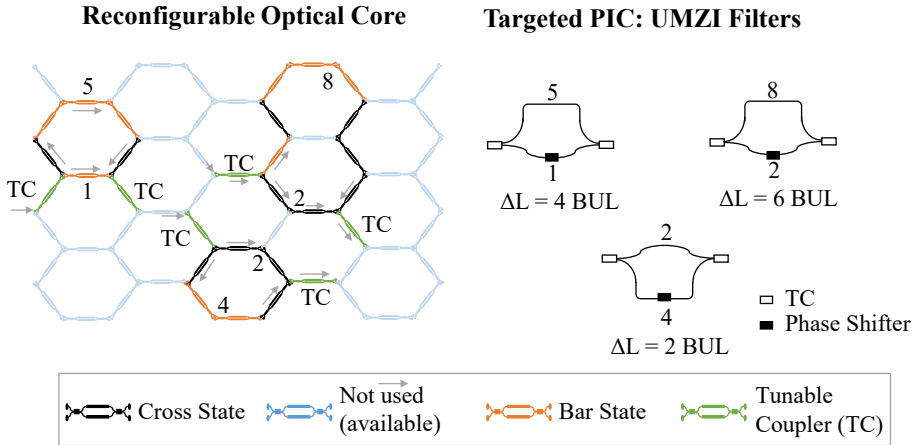 Reconfigurable Optical Core
Targeted PIC: UMZI Filters
5
8
TC
1
TC
TC
2
TC
TC
2
4
TC
5
1
ΔL = 4 BUL
8
2
ΔL = 6 BUL
2
4
ΔL = 2 BUL
TC
Phase Shifter
Cross State
Not used
(available)
Bar State
Tunable
Coupler (TC)